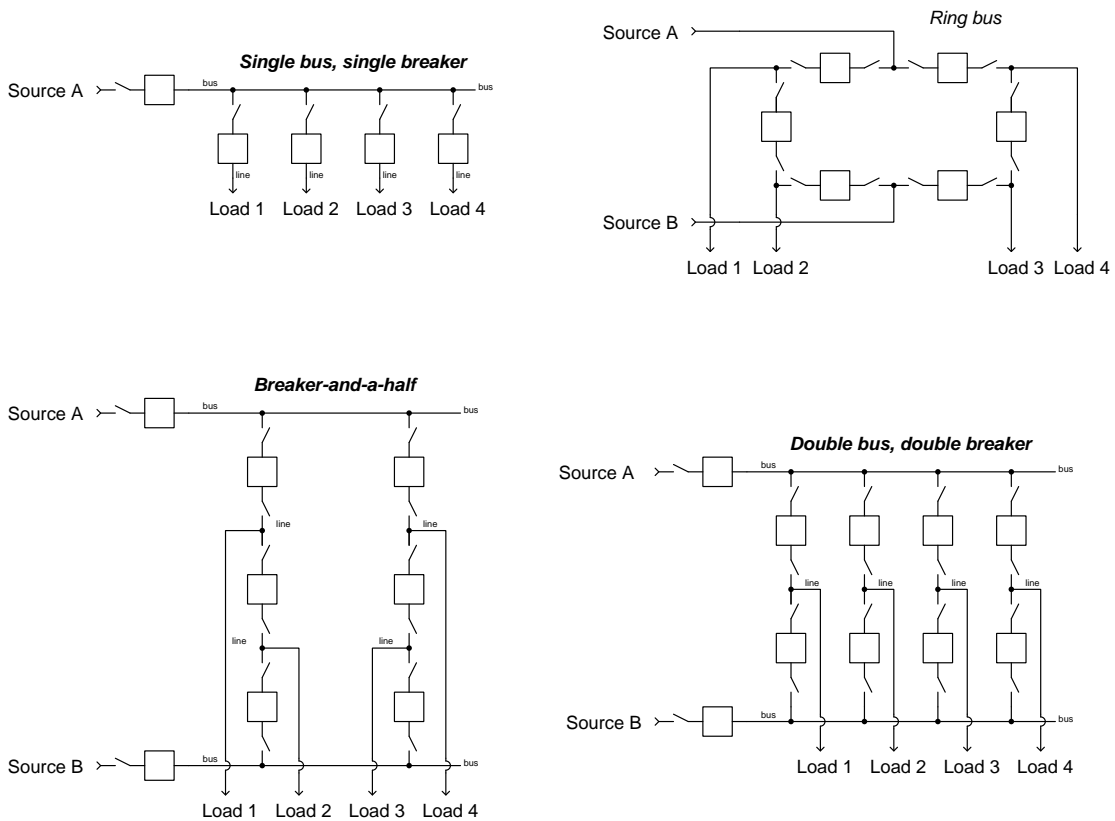 Single bus, single breaker
Source A
bus
bus
line
line
line
line
Load 1 Load 2 Load 3 Load 4
Ring bus
Source A
Source B
Load 1 Load 2
Load 3 Load 4
Breaker-and-a-half
Source A
bus
bus
line
line
line
line
Source B
bus
bus
Load 1 Load 2 Load 3 Load 4
Double bus, double breaker
Source A
bus
bus
line
line
line
line
Source B
bus
bus
Load 1 Load 2 Load 3 Load 4